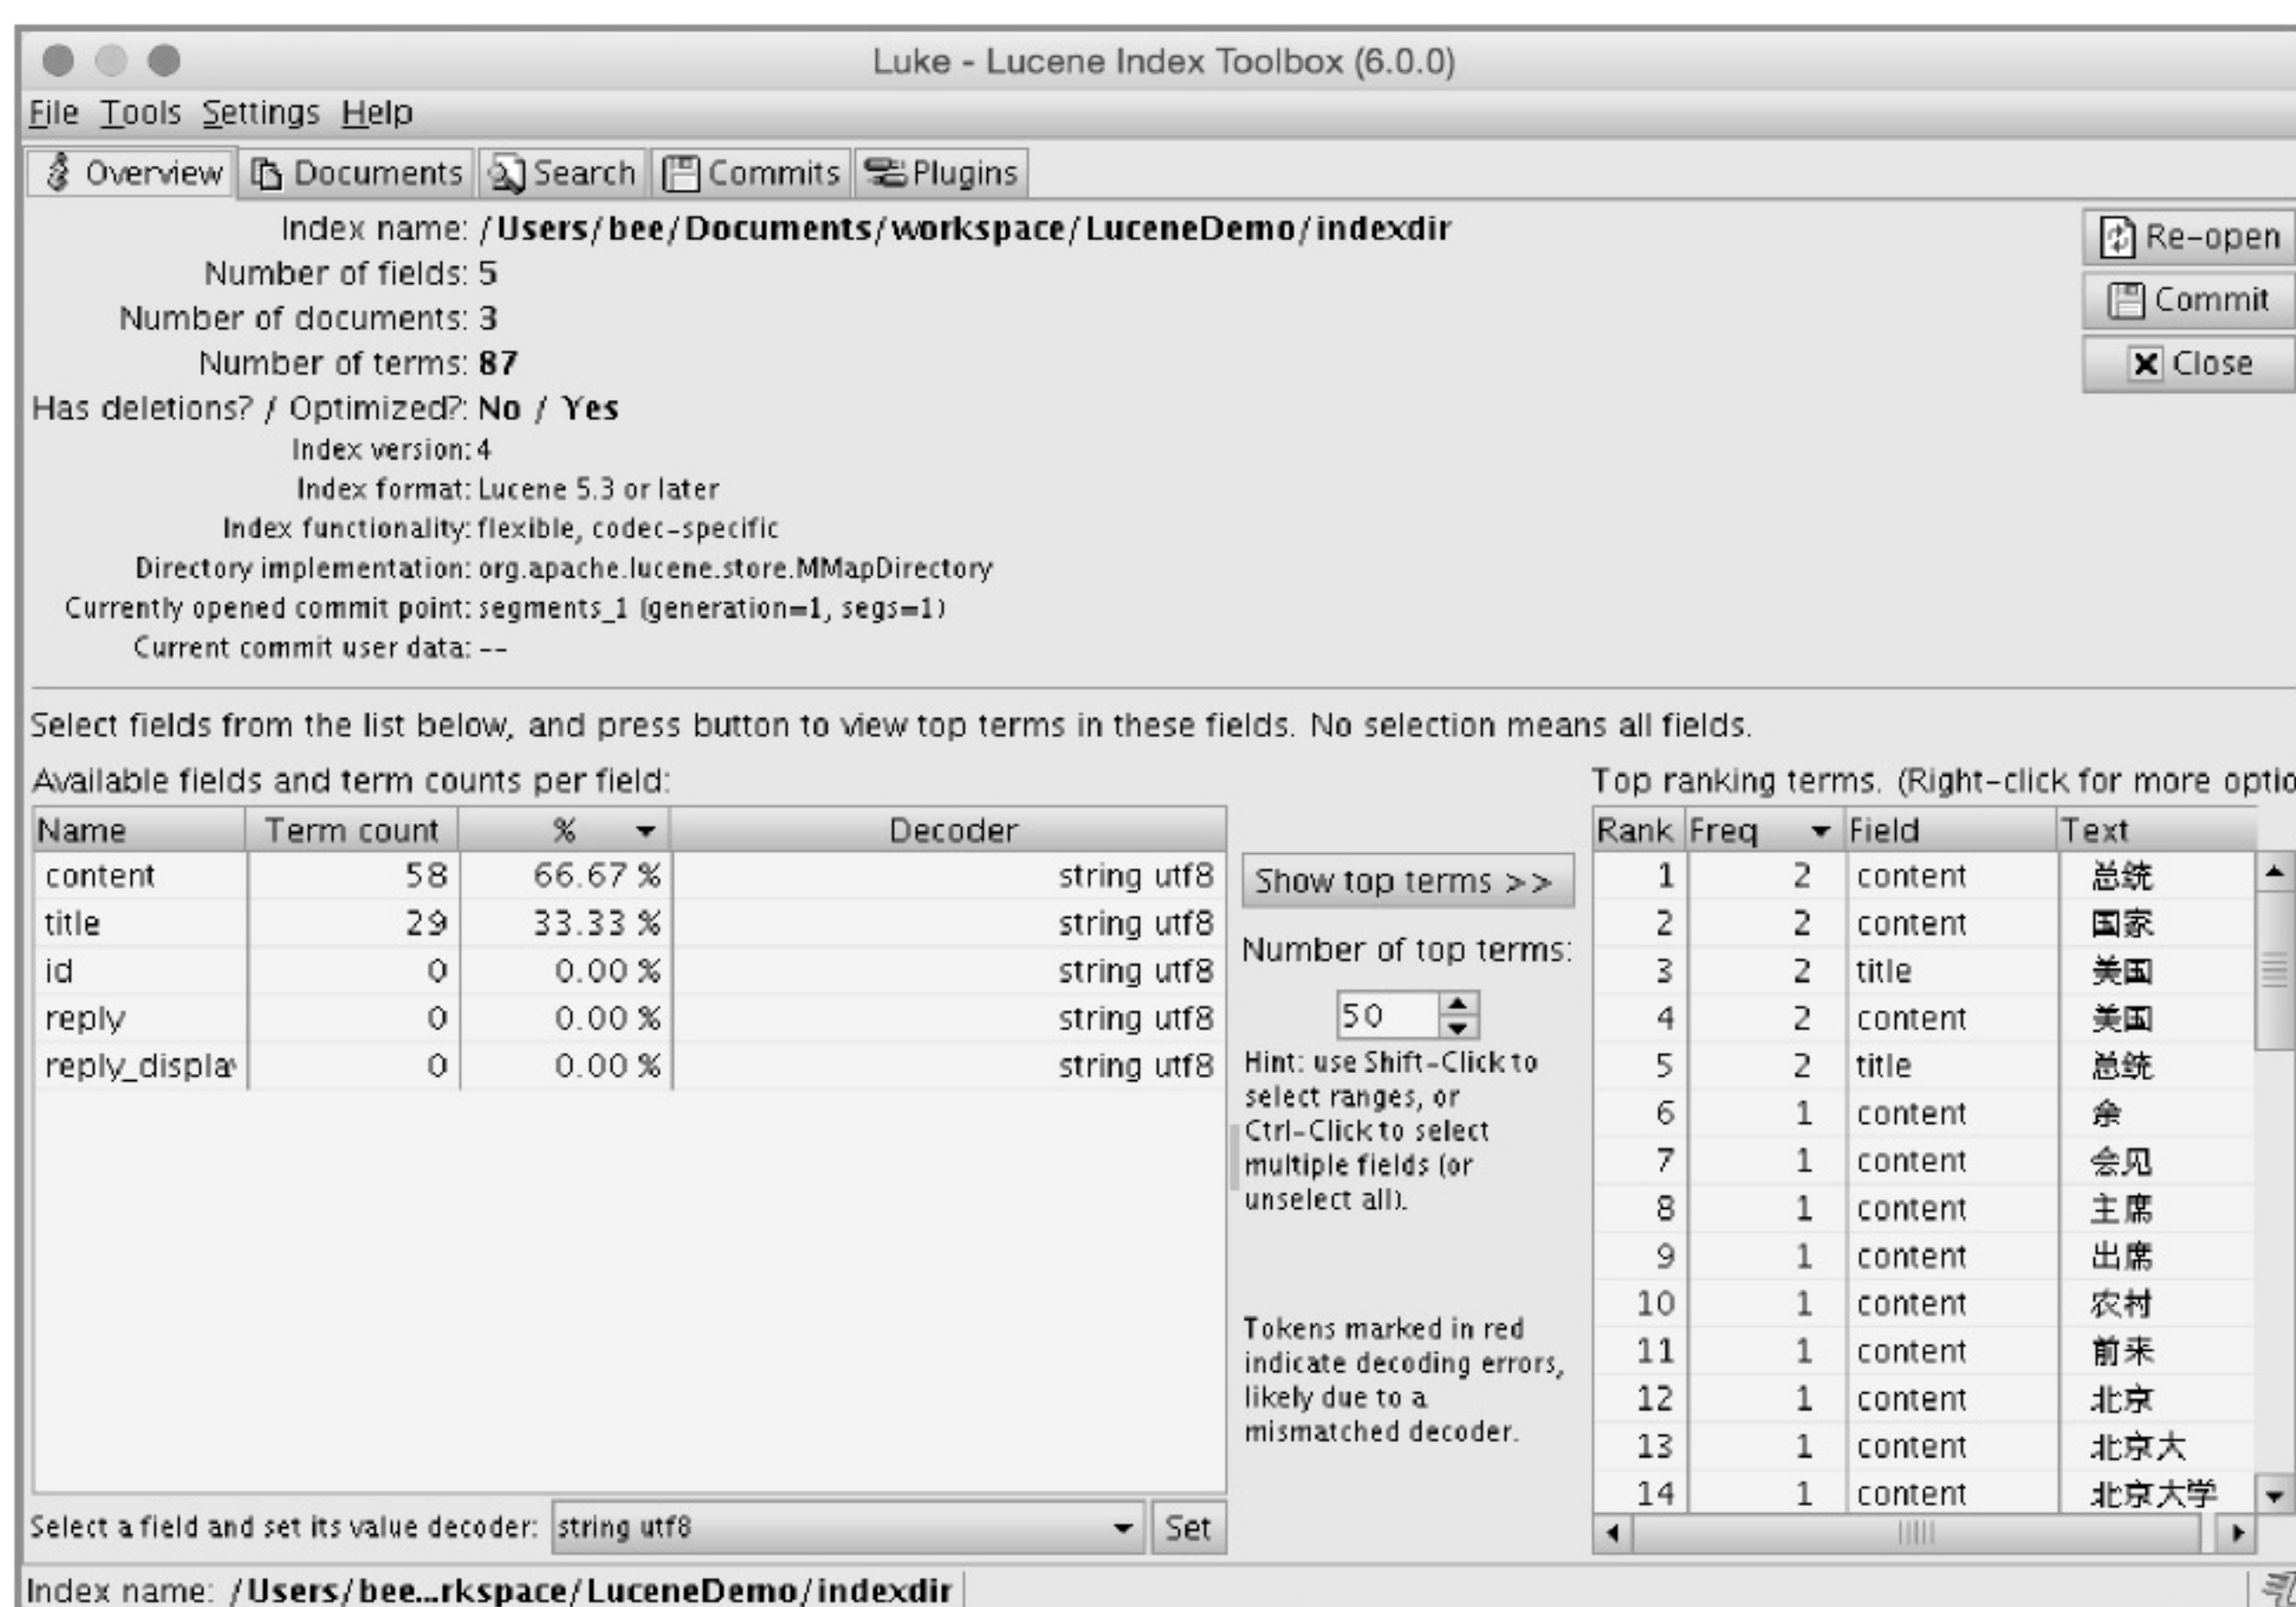 Luke - Lucene Index Toolbox (6.0.0)
File Tools Settings Help
Overview Documents Search Commits Plugins
Index name: /Users/bee/Documents/workspace/LuceneDemo/indexdir
Re-open
Number of fields: 5
Commit
Number of documents: 3
Number of terms: 87
Close
Has deletions? / Optimized?: No / Yes
Index version: 4
Index format: Lucene 5.3 or later
Index functionality: flexible, codec-specific
Directory implementation: org.apache.lucene.store.MMapDirectory
Currently opened commit point: segments_1 (generation=1, segs=1)
Current commit user data: --
Select fields from the list below, and press button to view top terms in these fields. No selection means all fields.
Available fields and term counts per field:
Name Term count % Decoder
content 58 66.67 % string utf8
title 29 33.33 % string utf8
id 0 0.00 % string utf8
reply 0 0.00 % string utf8
reply_display 0 0.00 % string utf8
Select a field and set its value decoder: string utf8 Set
Show top terms >>
Number of top terms:
50
Hint: use Shift-Click to
select ranges, or
Ctrl-Click to select
multiple fields (or
unselect all).
Tokens marked in red
indicate decoding errors,
likely due to a
mismatched decoder.
Top ranking terms. (Right-click for more optio
Rank Freq Field Text
1 2 content 总统
2 2 content 国家
3 2 title 美国
4 2 content 美国
5 2 title 总统
6 1 content 余
7 1 content 会见
8 1 content 主席
9 1 content 出席
10 1 content 农村
11 1 content 前来
12 1 content 北京
13 1 content 北京大
14 1 content 北京大学
Index name: /Users/bee...rkspace/LuceneDemo/indexdir